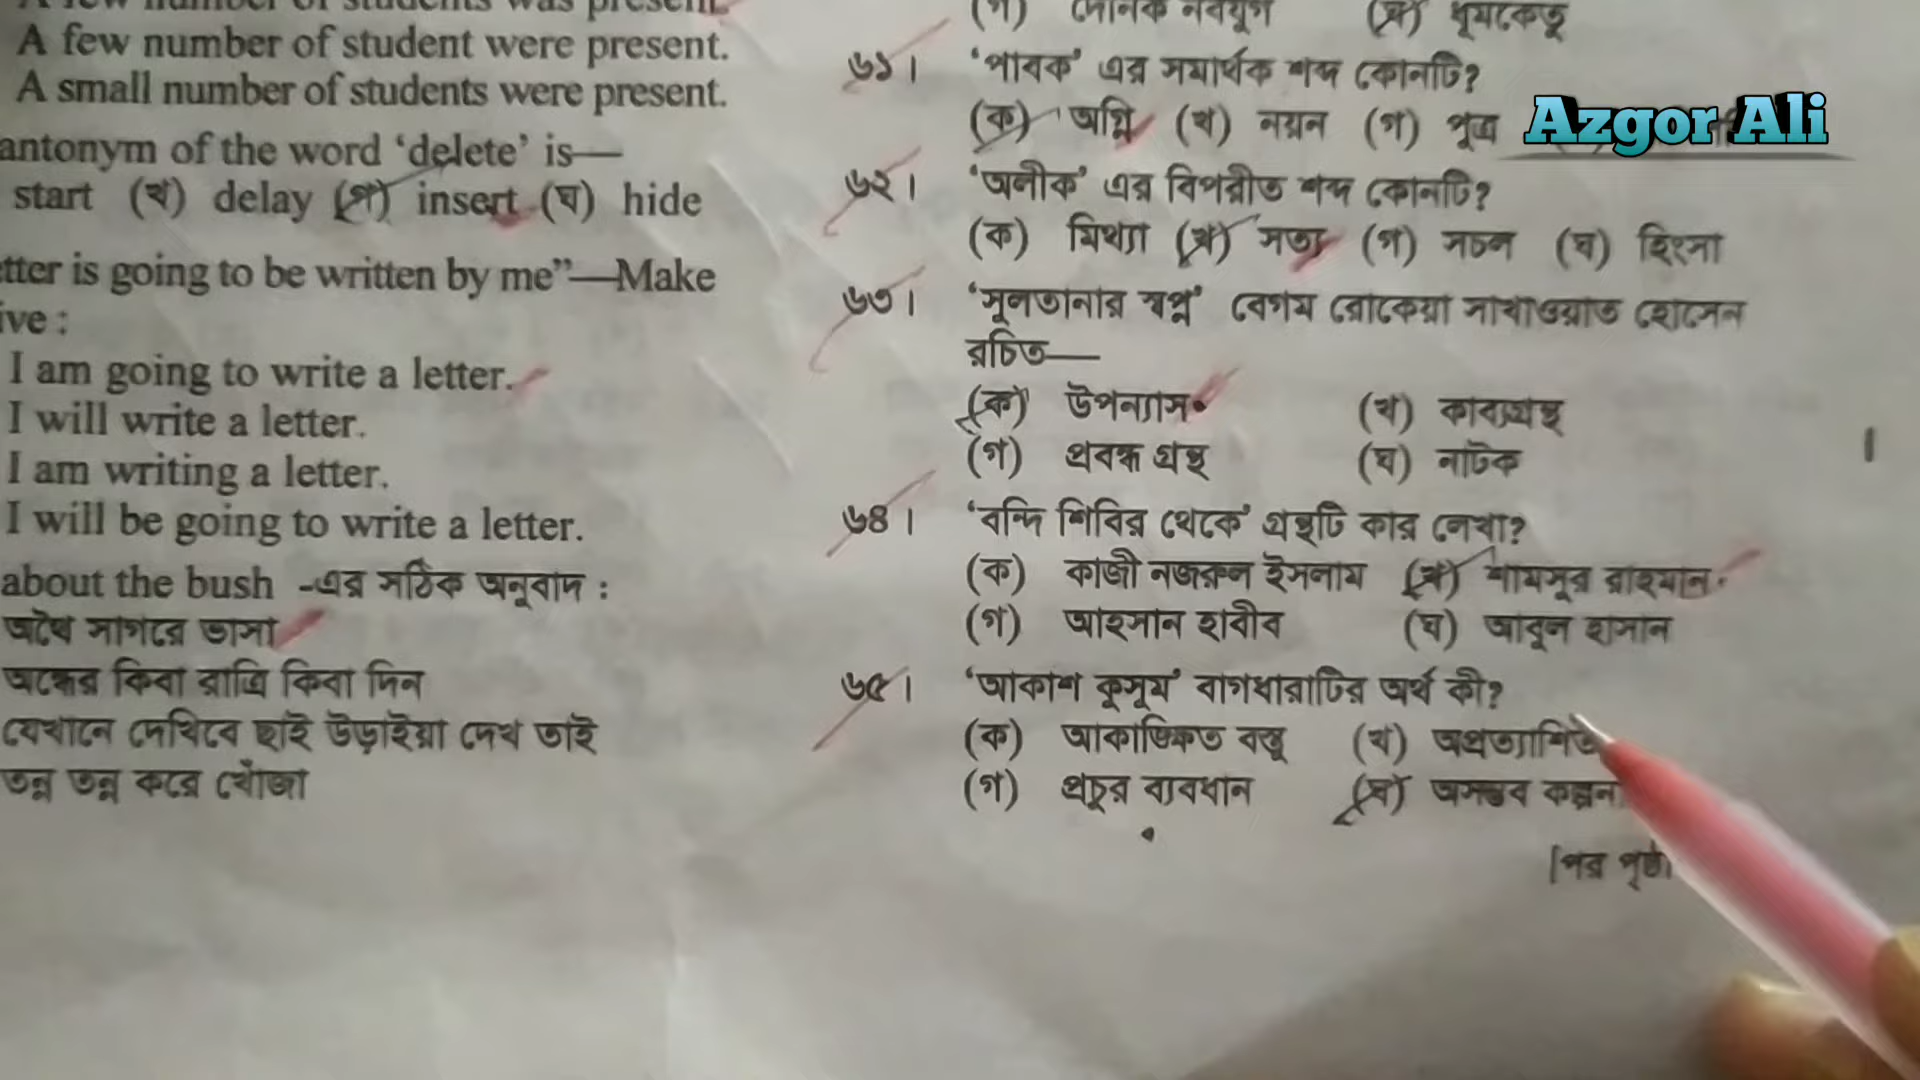 A few number of students was present.
A few number of student were present.
A small number of students were present.
antonym of the word ‘delete’ is—
start (খ) delay (গ) insert (ঘ) hide
tter is going to be written by me”—Make
ive :
I am going to write a letter.
I will write a letter.
I am writing a letter.
I will be going to write a letter.
about the bush -এর সঠিক অনুবাদ :
অথৈ সাগরে ভাসা
অন্ধের কিবা রাত্রি কিবা দিন
যেখানে দেখিবে ছাই উড়াইয়া দেখ তাই
তন্ন তন্ন করে খোঁজা
(গ) দৈনিক নবযুগ (ঘ) ধূমকেতু
৬১। ‘পাবক’ এর সমার্থক শব্দ কোনটি?
(ক) অগ্নি (খ) নয়ন (গ) পুত্র
Azgor Ali
৬২। ‘অলীক’ এর বিপরীত শব্দ কোনটি?
(ক) মিথ্যা (খ) সত্য (গ) সচল (ঘ) হিংসা
৬৩। ‘সুলতানার স্বপ্ন’ বেগম রোকেয়া সাখাওয়াত হোসেন
রচিত—
(ক) উপন্যাস (খ) কাব্যগ্রন্থ
(গ) প্রবন্ধ গ্রন্থ (ঘ) নাটক
৬৪। ‘বন্দি শিবির থেকে’ গ্রন্থটি কার লেখা?
(ক) কাজী নজরুল ইসলাম (খ) শামসুর রাহমান
(গ) আহসান হাবীব (ঘ) আবুল হাসান
৬৫। ‘আকাশ কুসুম’ বাগধারাটির অর্থ কী?
(ক) আকাঙ্ক্ষিত বস্তু (খ) অপ্রত্যাশিত
(গ) প্রচুর ব্যবধান (ঘ) অসম্ভব কল্পনা
[পর পৃষ্ঠা